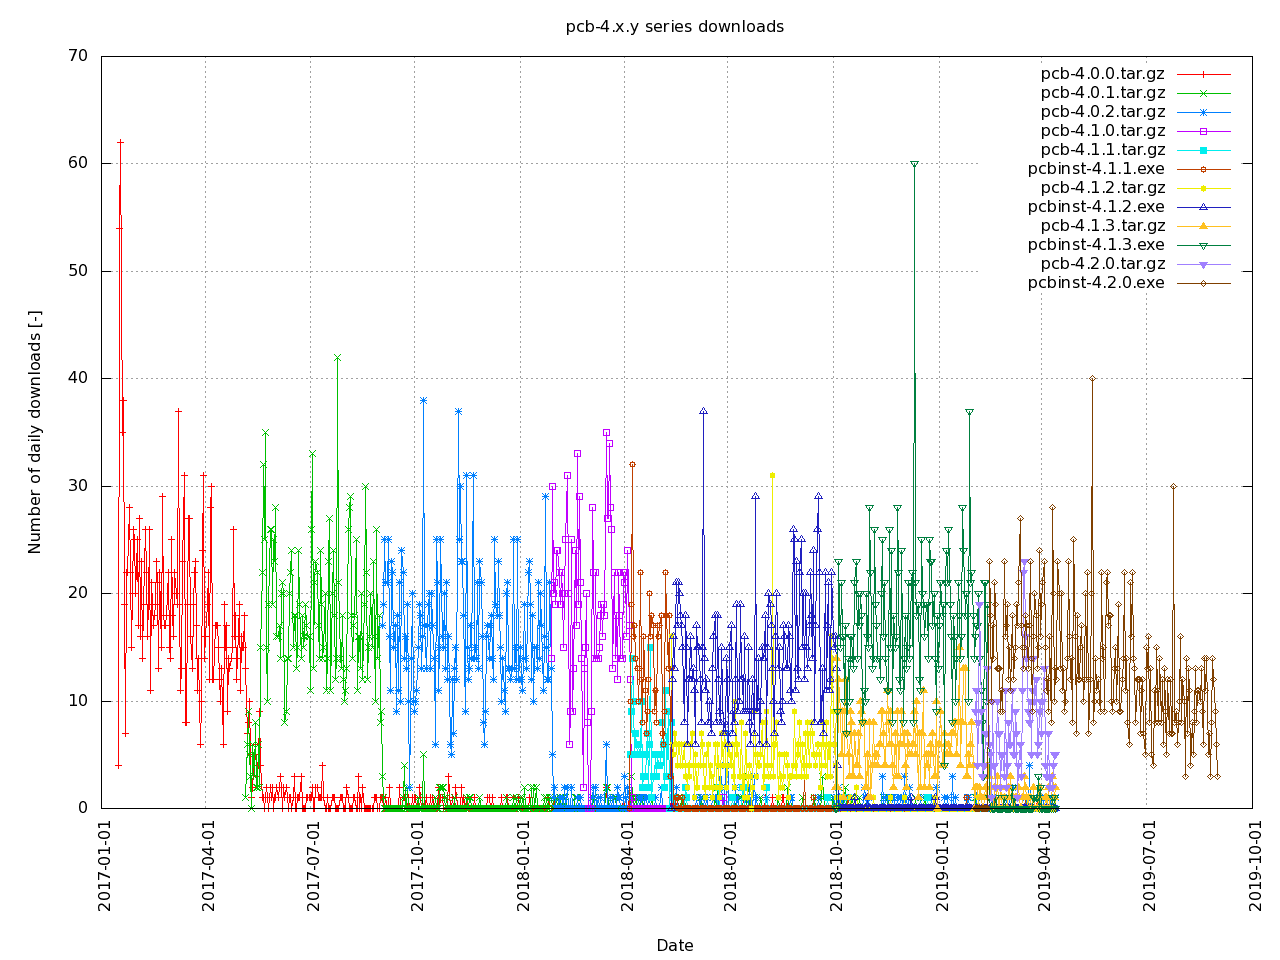 pcb-4.x.y series downloads
70
60
50
40
30
20
10
0
Number of daily downloads [-]
pcb-4.0.0.tar.gz
pcb-4.0.1.tar.gz
pcb-4.0.2.tar.gz
pcb-4.1.0.tar.gz
pcb-4.1.1.tar.gz
pcbinst-4.1.1.exe
pcb-4.1.2.tar.gz
pcbinst-4.1.2.exe
pcb-4.1.3.tar.gz
pcbinst-4.1.3.exe
pcb-4.2.0.tar.gz
pcbinst-4.2.0.exe
2017-01-01
2017-04-01
2017-07-01
2017-10-01
2018-01-01
2018-04-01
2018-07-01
2018-10-01
2019-01-01
2019-04-01
2019-07-01
2019-10-01
Date